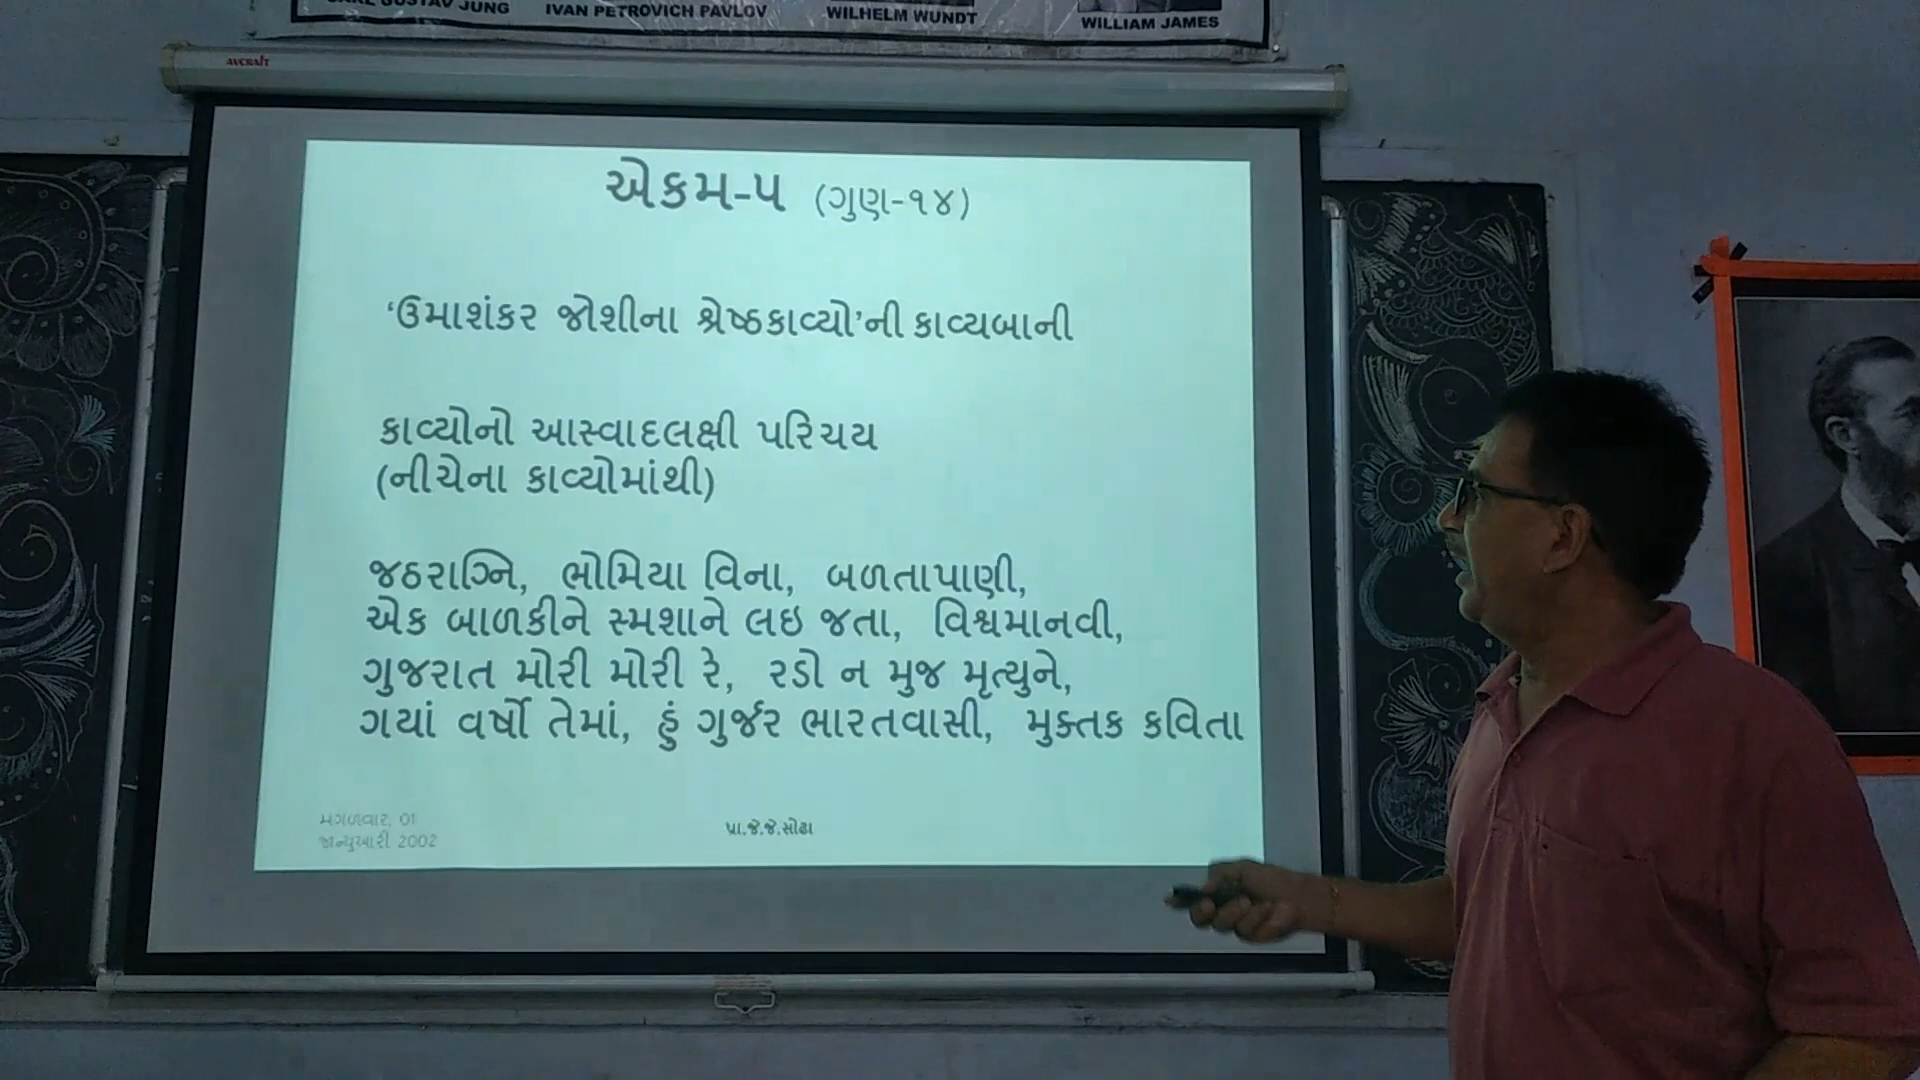 GUSTAV JUNG IVAN PETROVICH PAVLOV WILHELM WUNDT WILLIAM JAMES
AVCRAIT
એકમ-૫ (ગુણ-૧૪)
‘ઉમાશંકર જોશીના શ્રેષ્ઠકાવ્યો’ની કાવ્યબાની
કાવ્યોનો આસ્વાદલક્ષી પરિચય
(નીચેના કાવ્યોમાંથી)
જઠરાગ્નિ, ભોમિયા વિના, બળતાપાણી,
એક બાળકીને સ્મશાને લઇ જતા, વિશ્વમાનવી,
ગુજરાત મોરી મોરી રે, રડો ન મુજ મૃત્યુને,
ગયાં વર્ષો તેમાં, હું ગુર્જર ભારતવાસી, મુક્તક કવિતા
મંગળવાર, 01
જાન્યુઆરી 2002
પ્રા.જે.જે.સોઢા